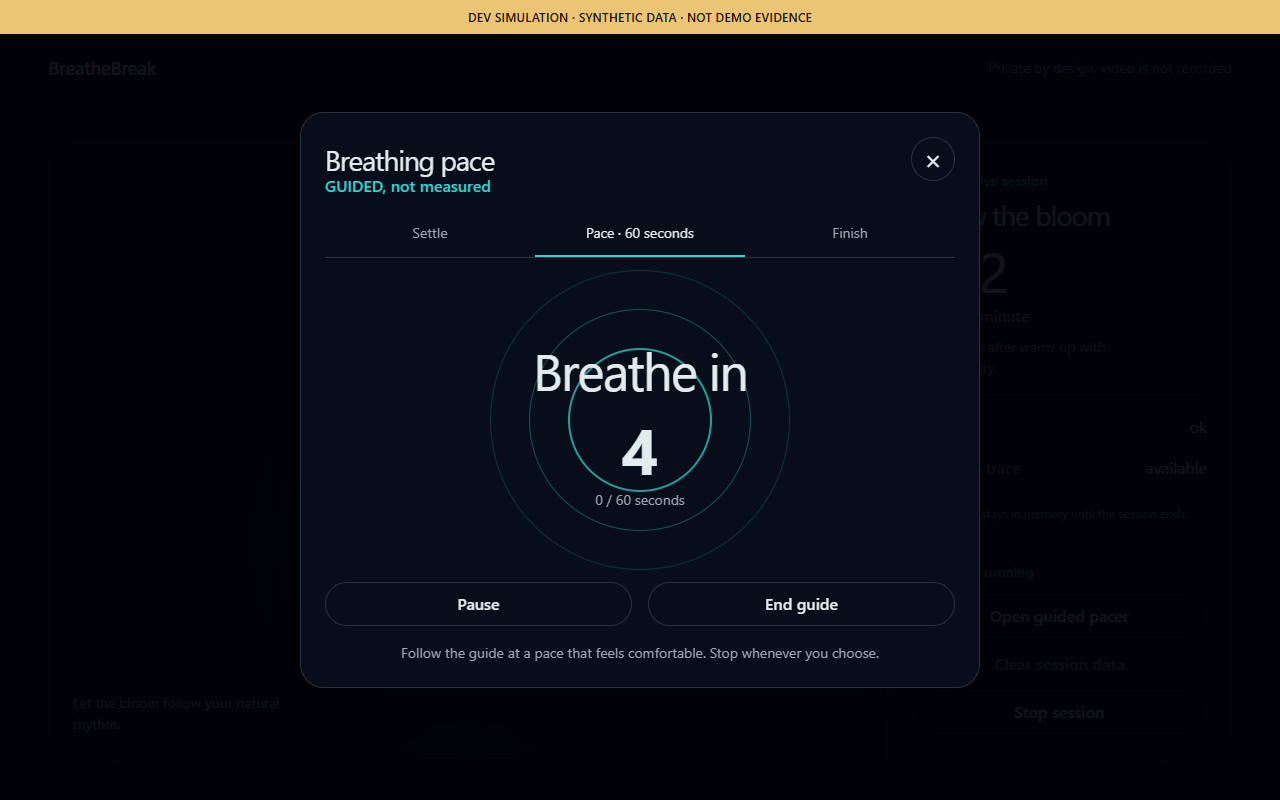 DEV SIMULATION · SYNTHETIC DATA · NOT DEMO EVIDENCE
BreatheBreak
Private by design, video is not recorded
Breathing pace
×
GUIDED, not measured
Settle
Pace · 60 seconds
Finish
Breathe in
4
0 / 60 seconds
Pause
End guide
Follow the guide at a pace that feels comfortable. Stop whenever you choose.
session
the bloom
2
minute
after warm-up with
ok
trace
available
stays in memory until the session ends.
running
Open guided pacer
Clear session data
Stop session
Let the bloom follow your natural
rhythm.